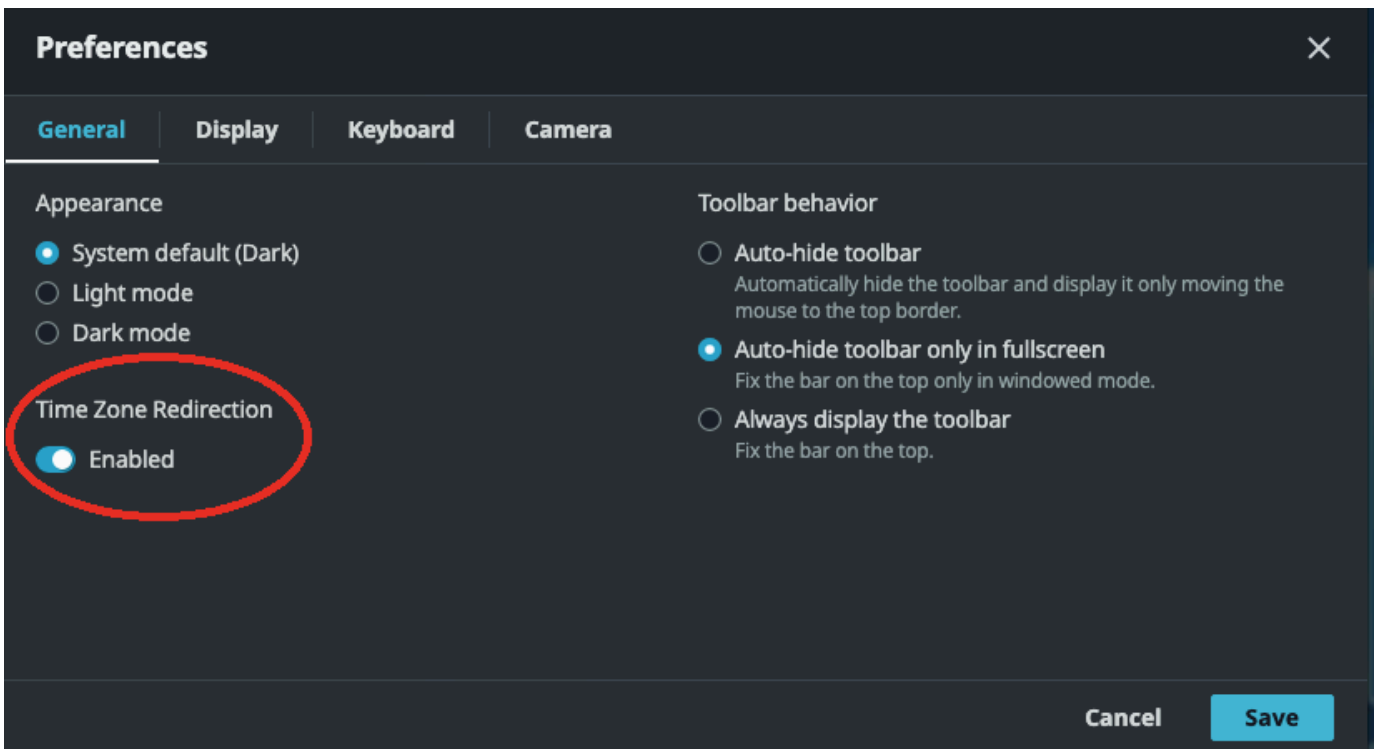 Preferences
General
Display
Keyboard
Camera
Appearance
System default (Dark)
Light mode
Dark mode
Time Zone Redirection
Enabled
Toolbar behavior
Auto-hide toolbar
Automatically hide the toolbar and display it only moving the
mouse to the top border.
Auto-hide toolbar only in fullscreen
Fix the bar on the top only in windowed mode.
Always display the toolbar
Fix the bar on the top.
Cancel
Save